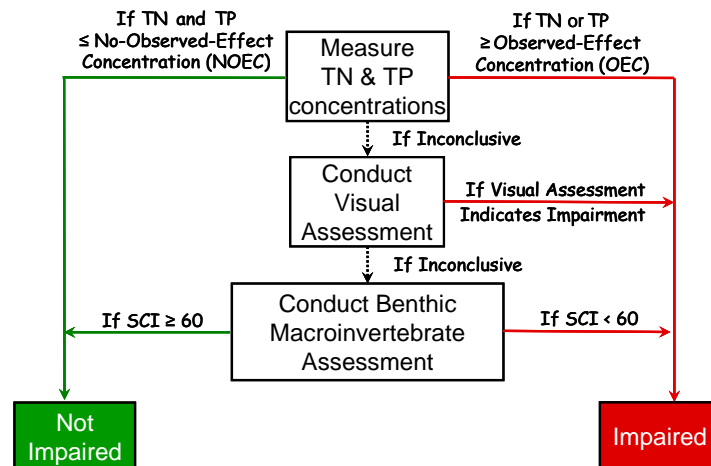 If TN and TP
≤ No-Observed-Effect
Concentration (NOEC)
Measure
TN & TP
concentrations
If TN or TP
≥ Observed-Effect
Concentration (OEC)
If Inconclusive
Conduct
Visual
Assessment
If Visual Assessment
Indicates Impairment
If Inconclusive
If SCI ≥ 60
Conduct Benthic
Macroinvertebrate
Assessment
If SCI < 60
Not
Impaired
Impaired